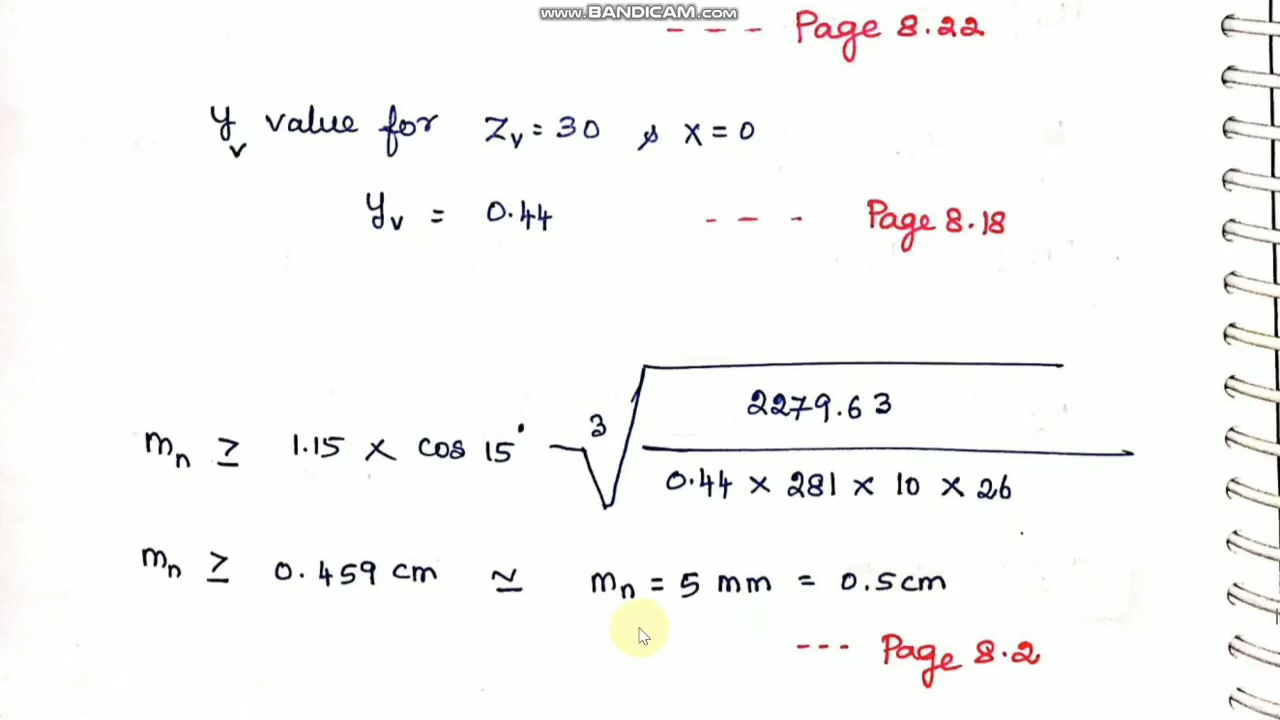 www.BANDICAM.com
--- Page 8.22
yv value for Zv = 30 & x = 0
yv = 0.44 --- Page 8.18
mn ≥ 1.15 × cos 15° ∛ 2279.63
0.44 × 281 × 10 × 26
mn ≥ 0.459 cm ≃ mn = 5 mm = 0.5 cm
--- Page 8.2